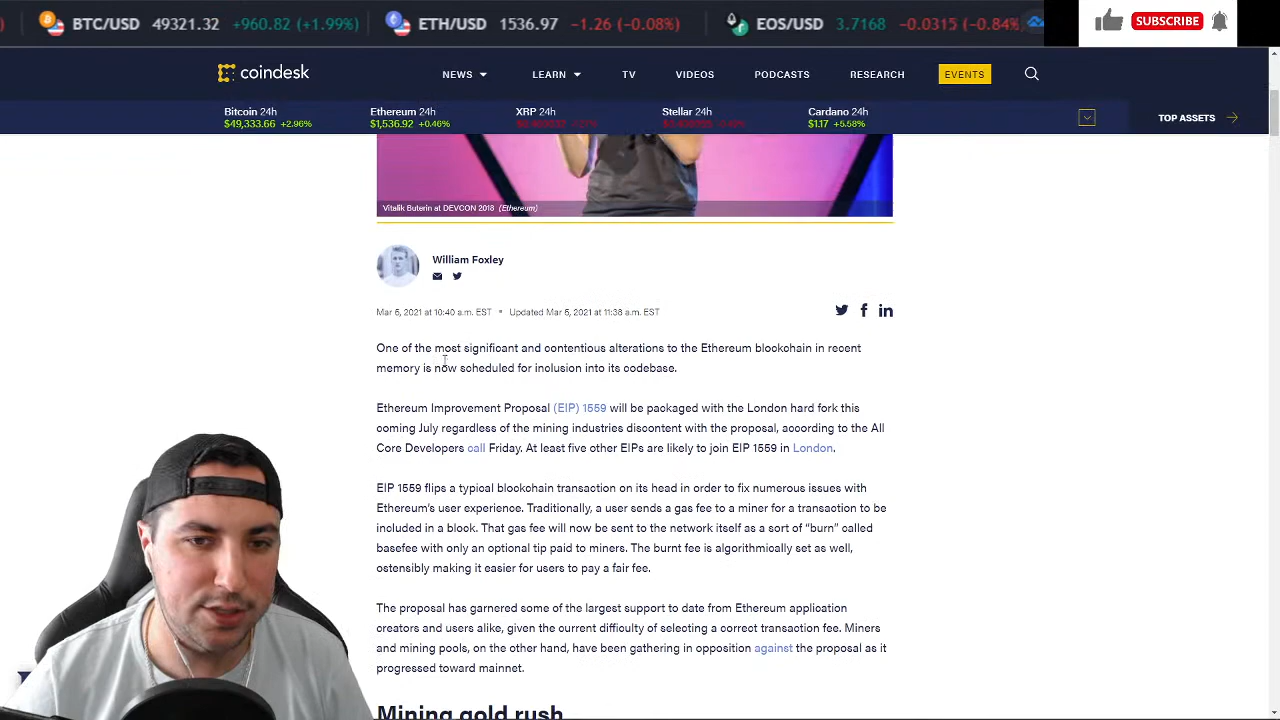 BTC/USD 49321.32 +960.82 (+1.99%) ETH/USD 1536.97 −1.26 (−0.08%) EOS/USD 3.7168 −0.0315 (−0.84%)
SUBSCRIBE
coindesk NEWS LEARN TV VIDEOS PODCASTS RESEARCH EVENTS
Bitcoin 24h Ethereum 24h XRP 24h Stellar 24h Cardano 24h
$49,333.66 +2.96% $1,536.92 +0.46% $1.17 +5.58%
TOP ASSETS
Vitalik Buterin at DEVCON 2018 (Ethereum)
William Foxley
Mar 5, 2021 at 10:40 a.m. EST Updated Mar 5, 2021 at 11:38 a.m. EST
One of the most significant and contentious alterations to the Ethereum blockchain in recent
memory is now scheduled for inclusion into its codebase.
Ethereum Improvement Proposal (EIP) 1559 will be packaged with the London hard fork this
coming July regardless of the mining industries discontent with the proposal, according to the All
Core Developers call Friday. At least five other EIPs are likely to join EIP 1559 in London.
EIP 1559 flips a typical blockchain transaction on its head in order to fix numerous issues with
Ethereum's user experience. Traditionally, a user sends a gas fee to a miner for a transaction to be
included in a block. That gas fee will now be sent to the network itself as a sort of "burn" called
basefee with only an optional tip paid to miners. The burnt fee is algorithmically set as well,
ostensibly making it easier for users to pay a fair fee.
The proposal has garnered some of the largest support to date from Ethereum application
creators and users alike, given the current difficulty of selecting a correct transaction fee. Miners
and mining pools, on the other hand, have been gathering in opposition against the proposal as it
progressed toward mainnet.
Mining gold rush